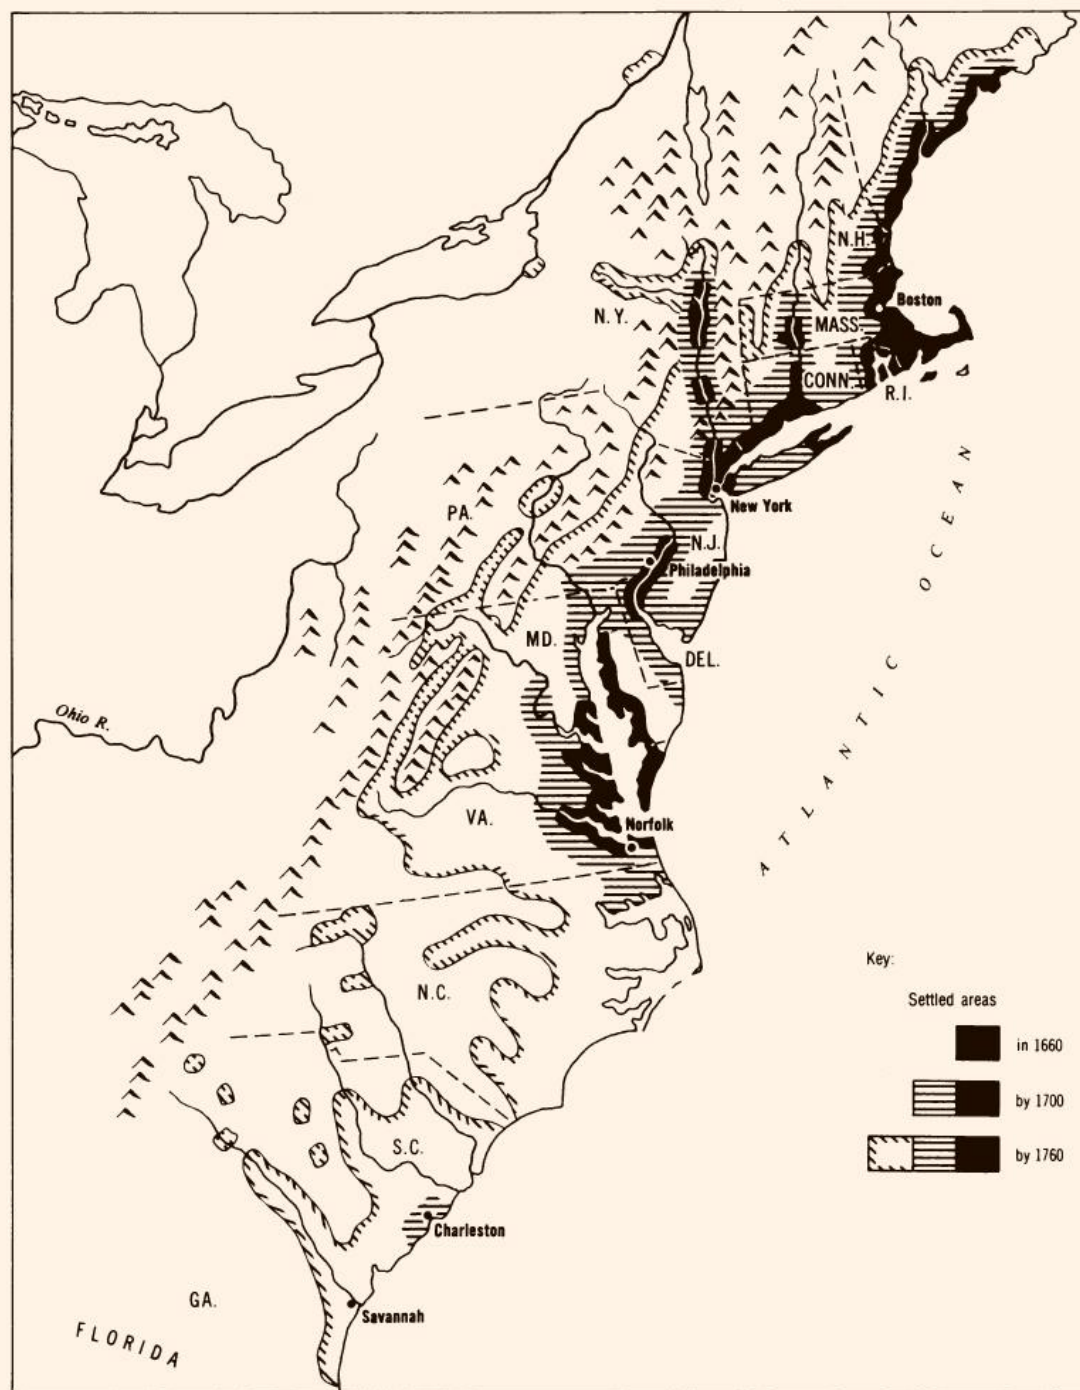 N.H.
Boston
N.Y.
MASS.
CONN.
R.I.
New York
PA.
N.J.
Philadelphia
MD.
DEL.
Ohio R.
ATLANTIC OCEAN
VA.
Norfolk
N.C.
Key:
Settled areas
in 1660
by 1700
by 1760
S.C.
Charleston
GA.
Savannah
FLORIDA